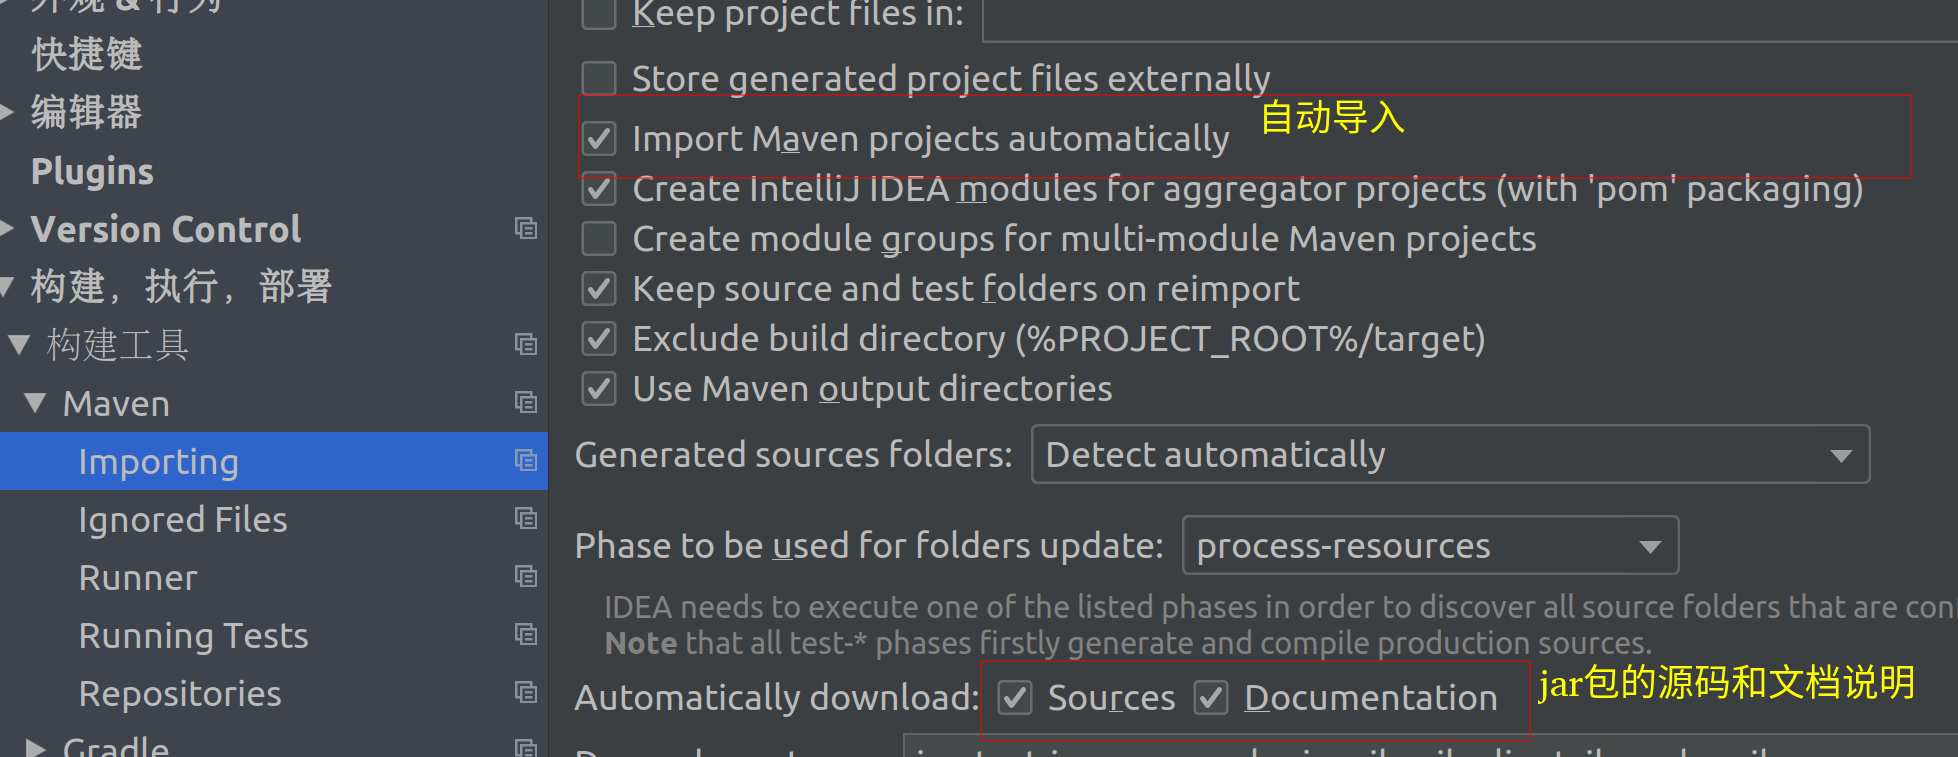 外观 & 行为
快捷键
编辑器
Plugins
Version Control
构建，执行，部署
构建工具
Maven
Importing
Ignored Files
Runner
Running Tests
Repositories
Gradle
Keep project files in:
Store generated project files externally
Import Maven projects automatically
自动导入
Create IntelliJ IDEA modules for aggregator projects (with 'pom' packaging)
Create module groups for multi-module Maven projects
Keep source and test folders on reimport
Exclude build directory (%PROJECT_ROOT%/target)
Use Maven output directories
Generated sources folders: Detect automatically
Phase to be used for folders update: process-resources
IDEA needs to execute one of the listed phases in order to discover all source folders that are con
Note that all test-* phases firstly generate and compile production sources.
Automatically download: Sources Documentation
jar包的源码和文档说明